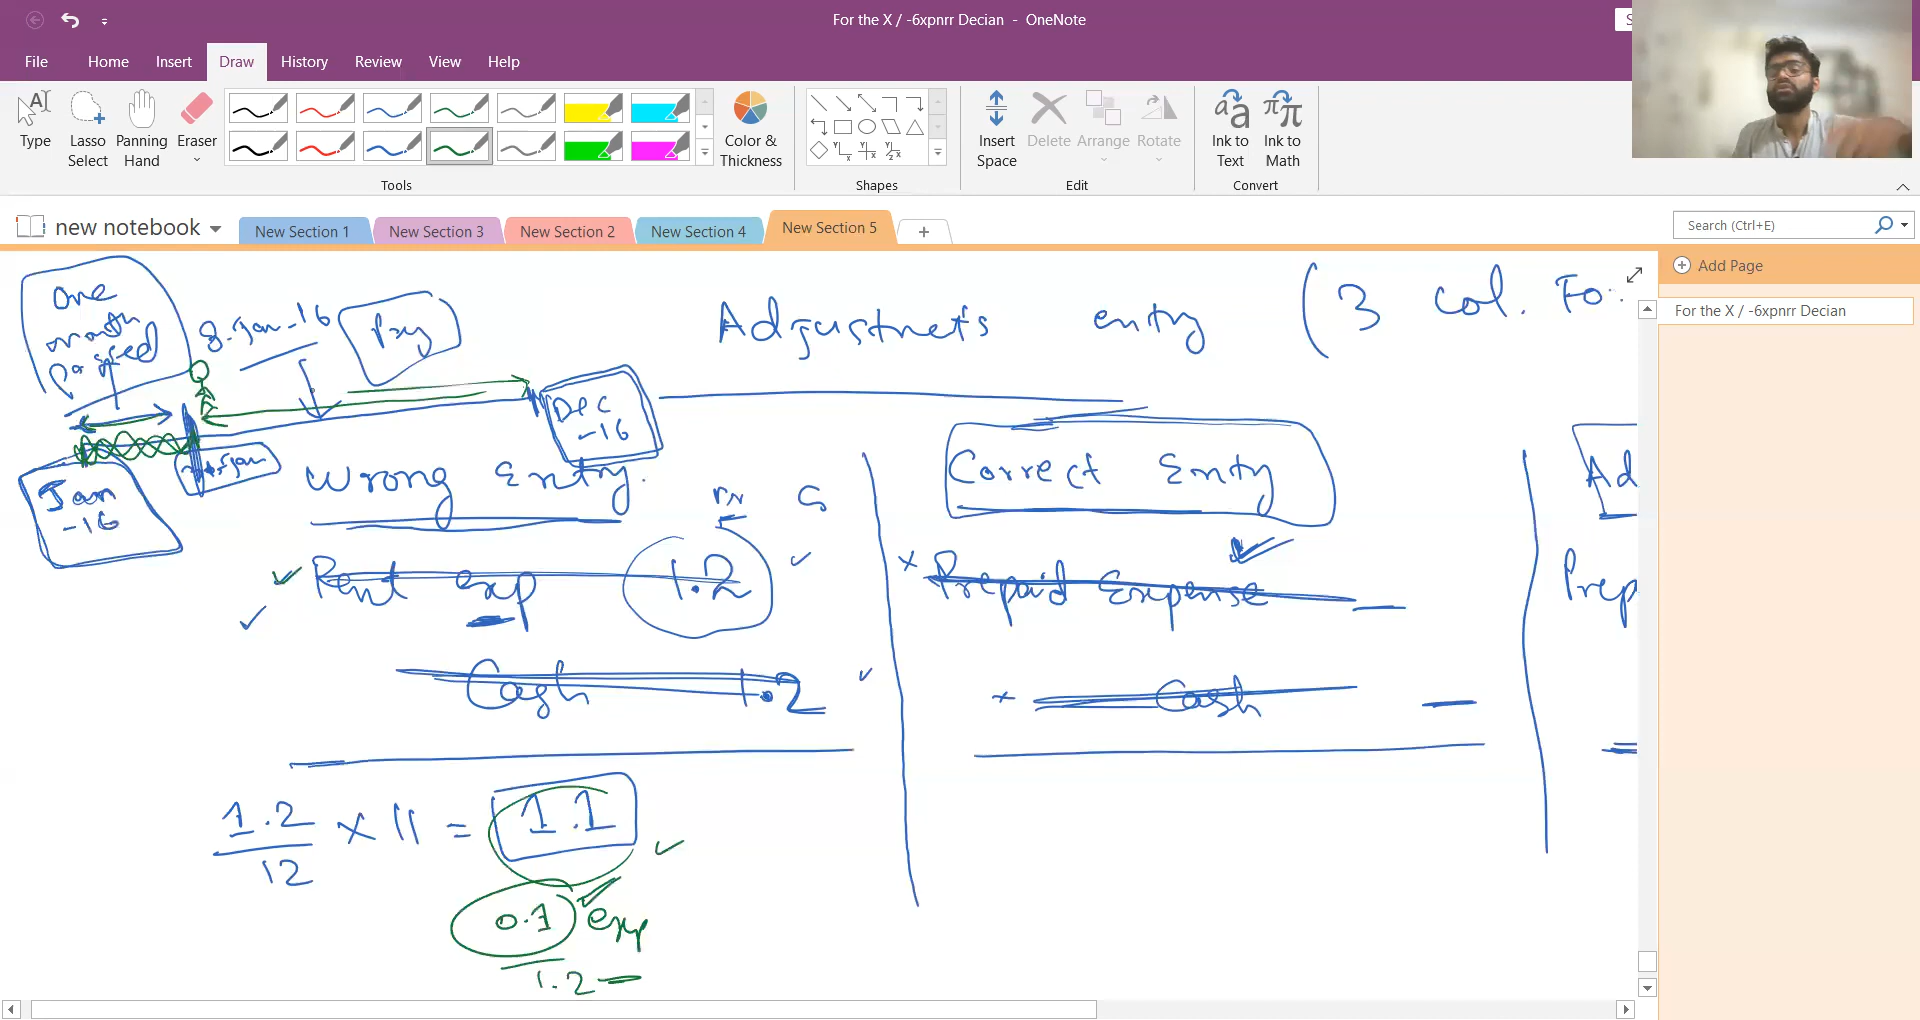 For the X / -6xpnrr Decian - OneNote
S
File Home Insert Draw History Review View Help
Type
Lasso Select
Panning Hand
Eraser
Color & Thickness
Insert Space
Delete
Arrange
Rotate
Ink to Text
Ink to Math
Tools
Shapes
Edit
Convert
new notebook
New Section 1
New Section 3
New Section 2
New Section 4
New Section 5
+
Search (Ctrl+E)
Add Page
For the X / -6xpnrr Decian
one month passed
8-Jan-16
Pay
Adjustnets entry (3 col. Fo
Dec -16
Jan -16
Wrong Entry.
Correct Entry
Ad
Rent exp 1.2
Prepaid Expense
Prep
Cash 1.2
Cash
1.2 / 12 x 11 = 1.1
0.1 exp
1.2